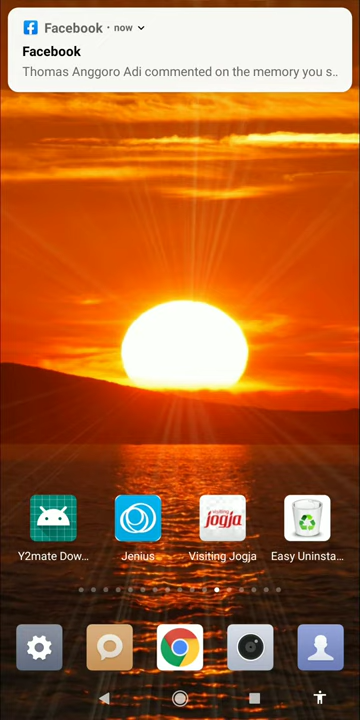 Facebook · now
Facebook
Thomas Anggoro Adi commented on the memory you s..
Y2mate Dow... Jenius Visiting Jogja Easy Uninsta...
jogja